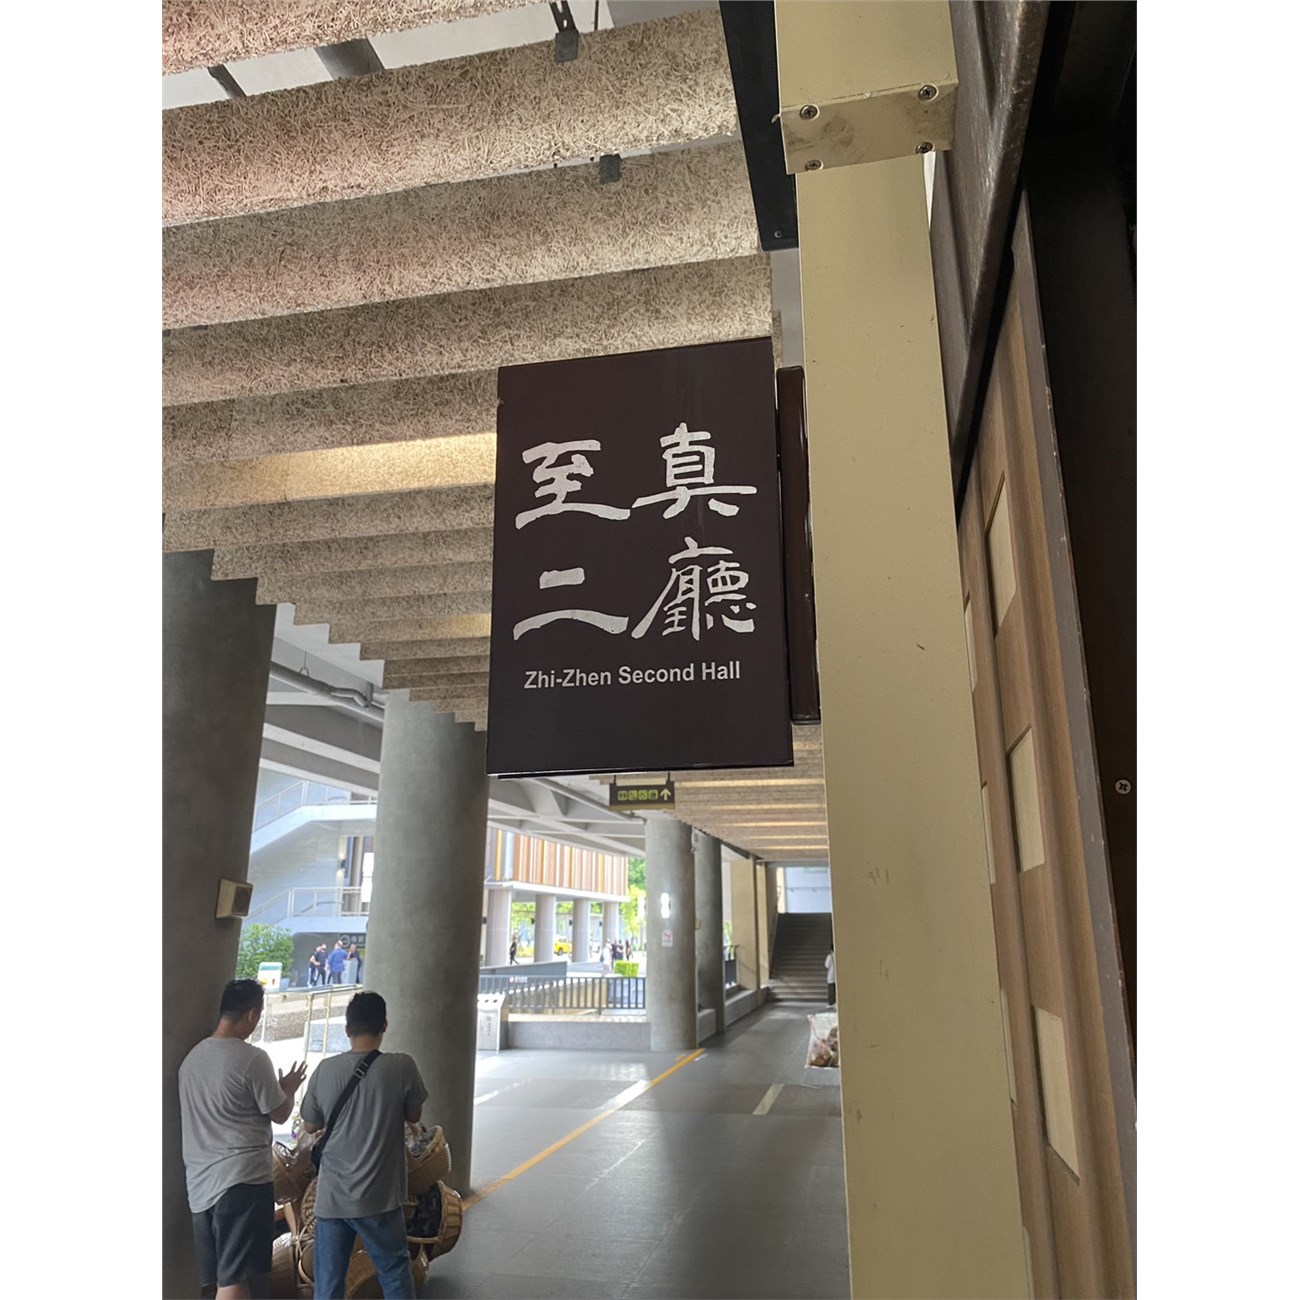 至真
二廳
Zhi-Zhen Second Hall